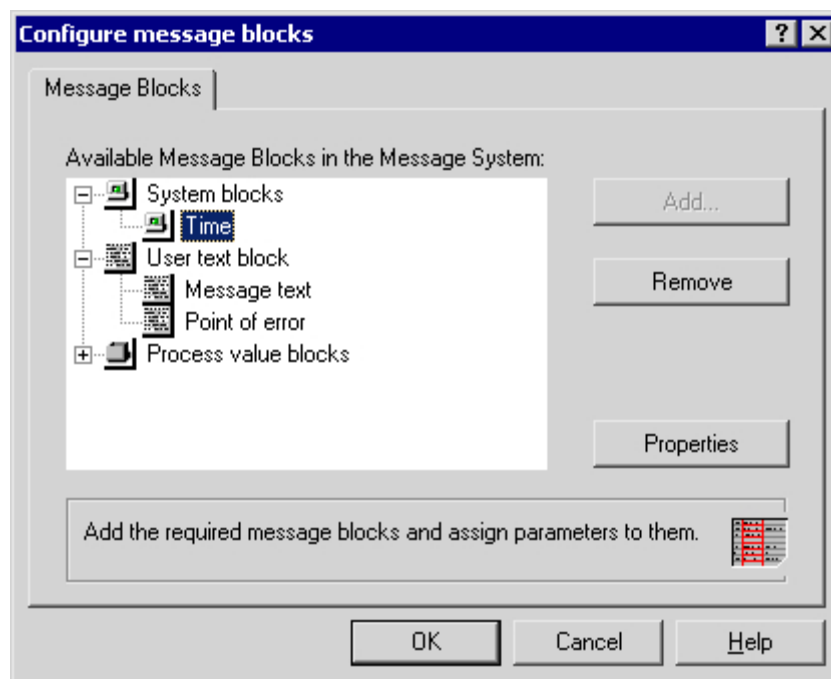 Configure message blocks
Message Blocks
Available Message Blocks in the Message System:
System blocks
Time
User text block
Message text
Point of error
Process value blocks
Add...
Remove
Properties
Add the required message blocks and assign parameters to them.
OK
Cancel
Help